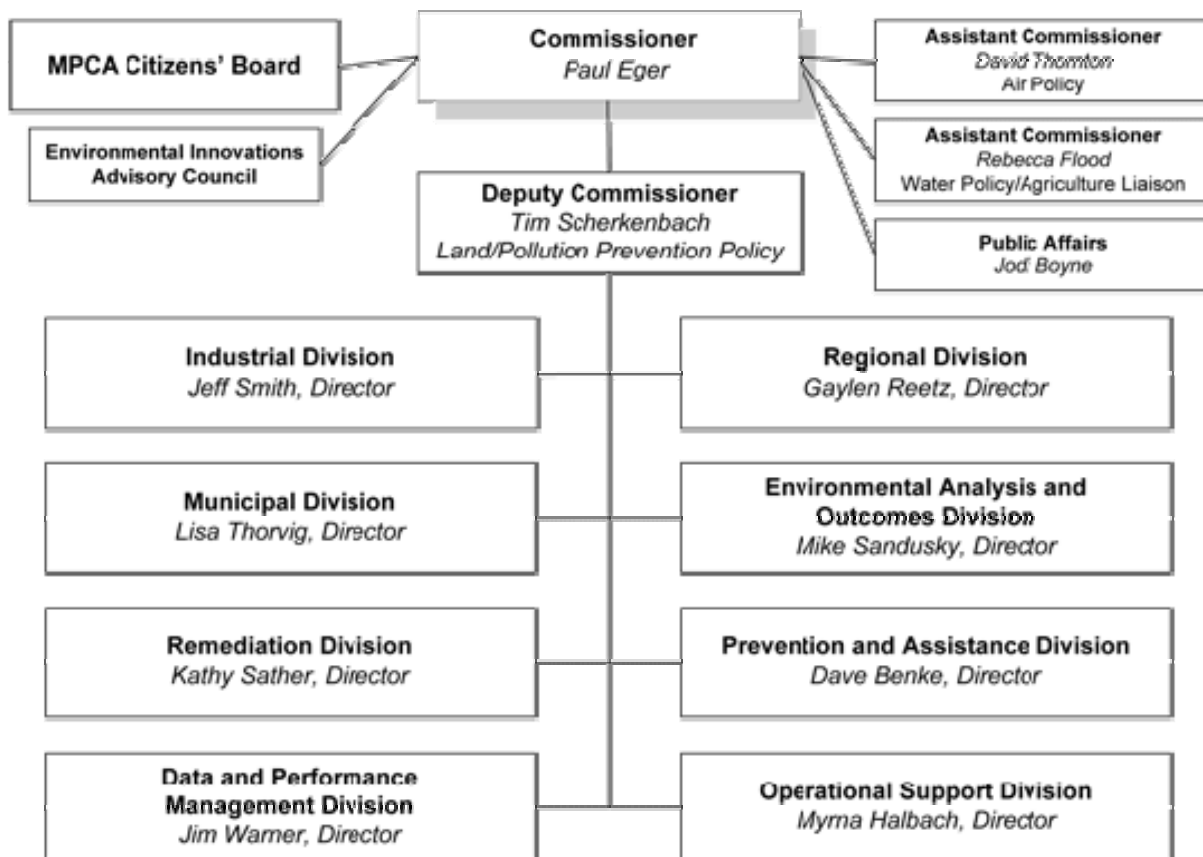 Commissioner
Paul Eger
MPCA Citizens' Board
Environmental Innovations
Advisory Council
Assistant Commissioner
David Thornton
Air Policy
Assistant Commissioner
Rebecca Flood
Water Policy/Agriculture Liaison
Public Affairs
Jodi Boyne
Deputy Commissioner
Tim Scherkenbach
Land/Pollution Prevention Policy
Industrial Division
Jeff Smith, Director
Regional Division
Gaylen Reetz, Director
Municipal Division
Lisa Thorvig, Director
Environmental Analysis and
Outcomes Division
Mike Sandusky, Director
Remediation Division
Kathy Sather, Director
Prevention and Assistance Division
Dave Benke, Director
Data and Performance
Management Division
Jim Warner, Director
Operational Support Division
Myrna Halbach, Director